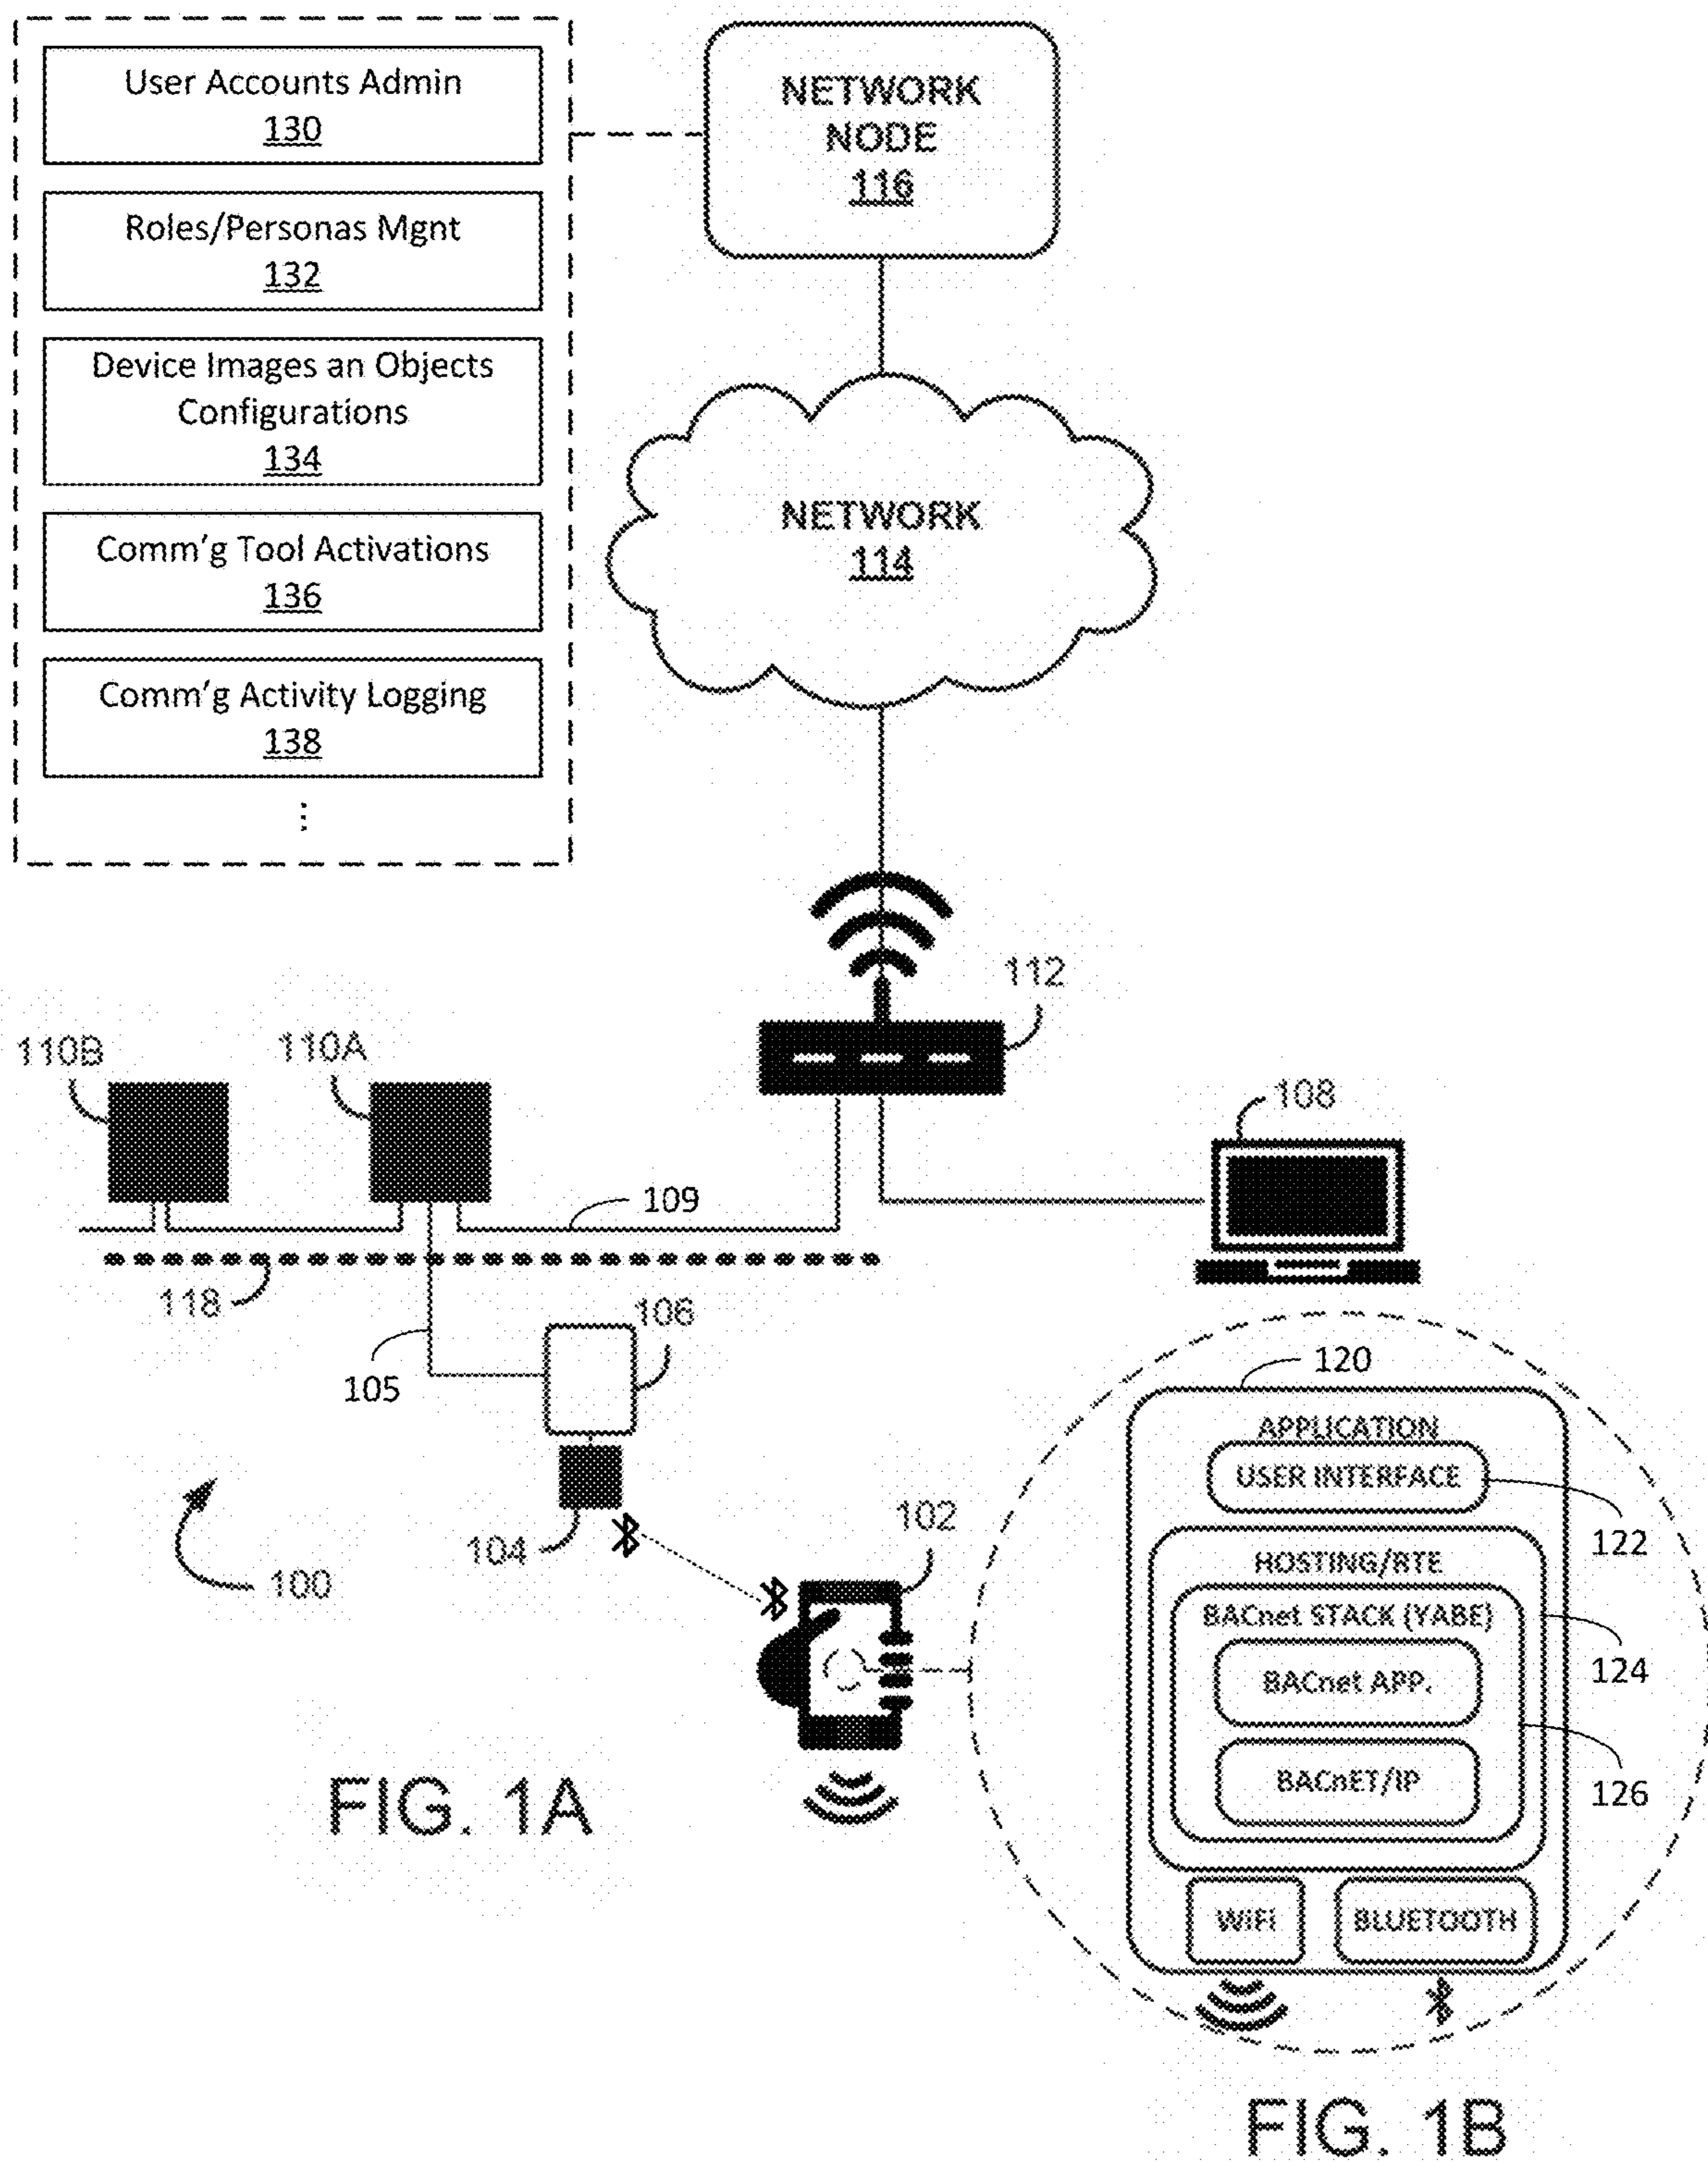 User Accounts Admin
130
Roles/Personas Mgnt
132
Device Images an Objects
Configurations
134
Comm'g Tool Activations
136
Comm'g Activity Logging
138
⋮
NETWORK
NODE
116
NETWORK
114
112
110B
110A
108
109
118
106
105
104
102
100
FIG. 1A
120
APPLICATION
USER INTERFACE
122
HOSTING/RTE
BACnet STACK (YABE)
124
BACnet APP.
BACnET/IP
126
WiFi
BLUETOOTH
FIG. 1B